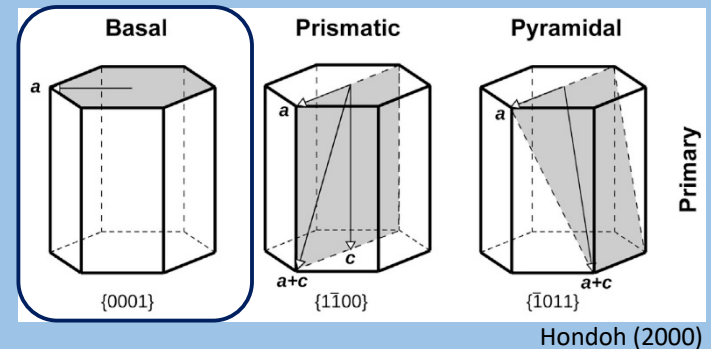 Basal
Prismatic
Pyramidal
a
a
a
c
a+c
a+c
Primary
{0001}
{11̅00}
{1̅011}
Hondoh (2000)